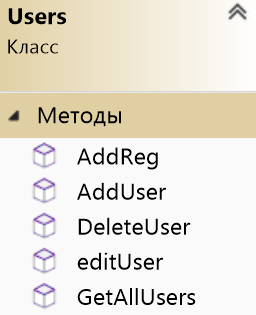 Users
Класс
Методы
AddReg
AddUser
DeleteUser
editUser
GetAllUsers